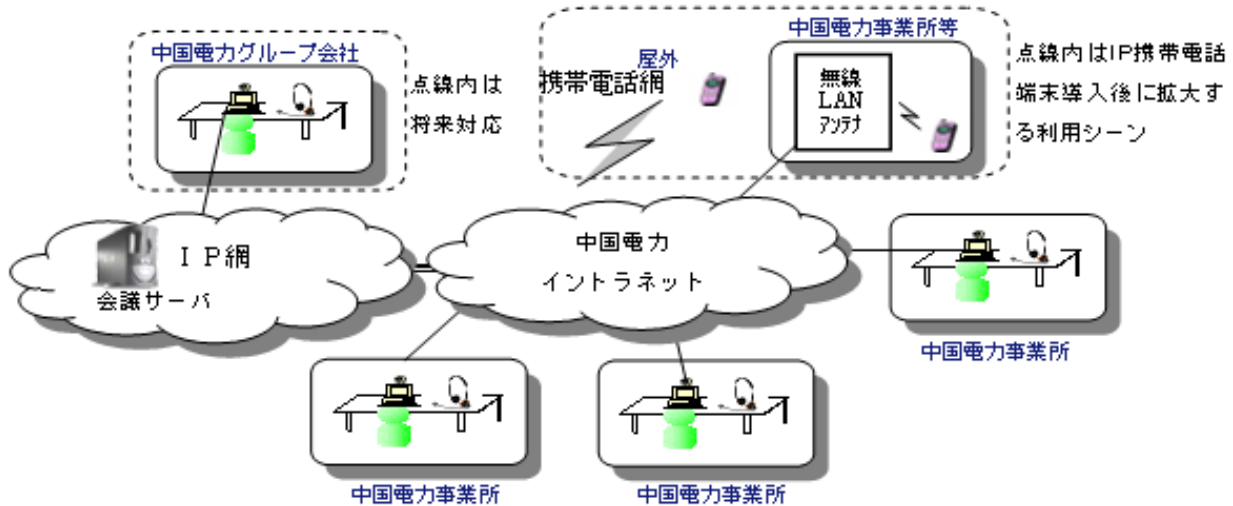 中国電力グループ会社
点線内は
将来対応
屋外
携帯電話網
中国電力事業所等
無線
LAN
アンテナ
点線内はIP携帯電話
端末導入後に拡大す
る利用シーン
IP網
会議サーバ
中国電力
イントラネット
中国電力事業所
中国電力事業所
中国電力事業所